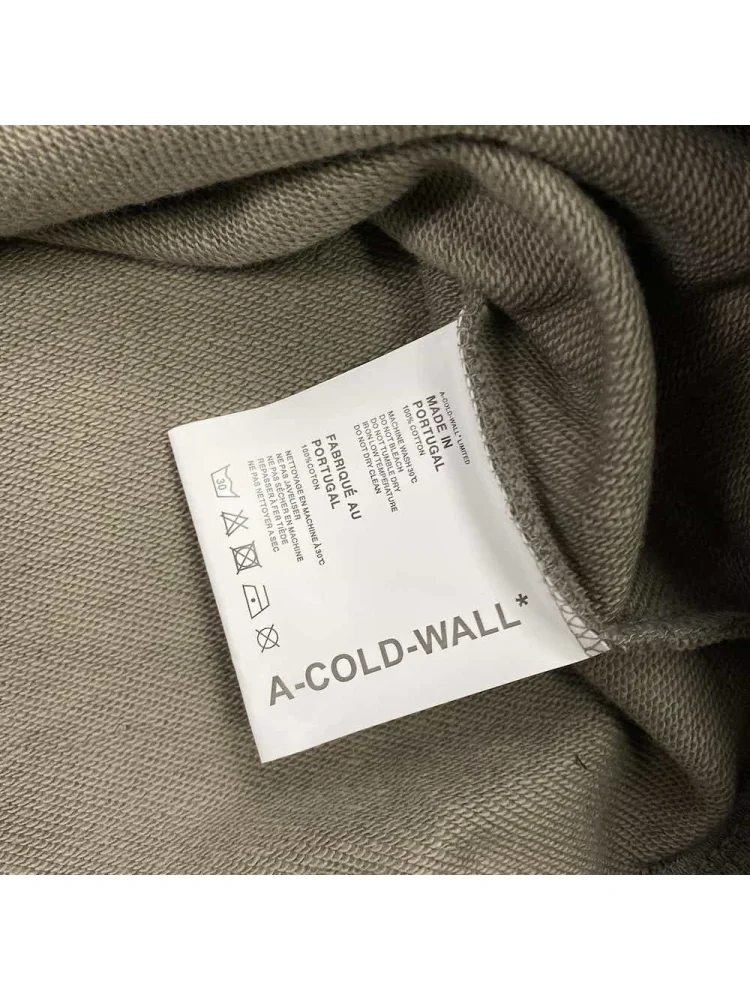 A-COLD-WALL* LIMITED
MADE IN
PORTUGAL
100% COTTON
MACHINE WASH 30°C
DO NOT BLEACH
DO NOT TUMBLE DRY
IRON LOW TEMPERATURE
DO NOT DRY CLEAN
FABRIQUÉ AU
PORTUGAL
100%COTON
NETTOYAGE EN MACHINE À 30°C
NE PAS JAVELISER
NE PAS SÉCHER EN MACHINE
REPASSER À FER TIÈDE
NE PAS NETTOYER A SEC
30
A-COLD-WALL*